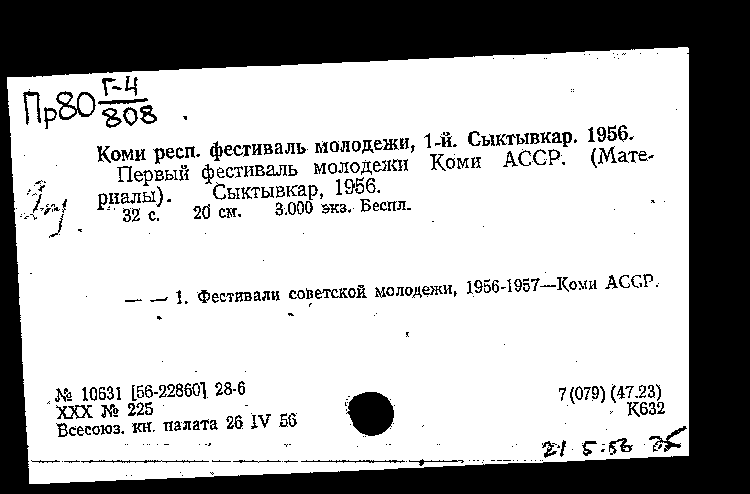 Пр80 Г-4/808
Коми респ. фестиваль молодежи, 1-й. Сыктывкар. 1956.
Первый фестиваль молодежи Коми АССР. (Мате-
риалы). Сыктывкар, 1956.
32 с. 20 см. 3.000 экз. Беспл.
— — 1. Фестивали советской молодежи, 1956-1957—Коми АССР.
№ 10631 [56-22860] 28-6
XXX № 225
Всесоюз. кн. палата 26 IV 56
7(079) (47.23)
К632
21 5.56